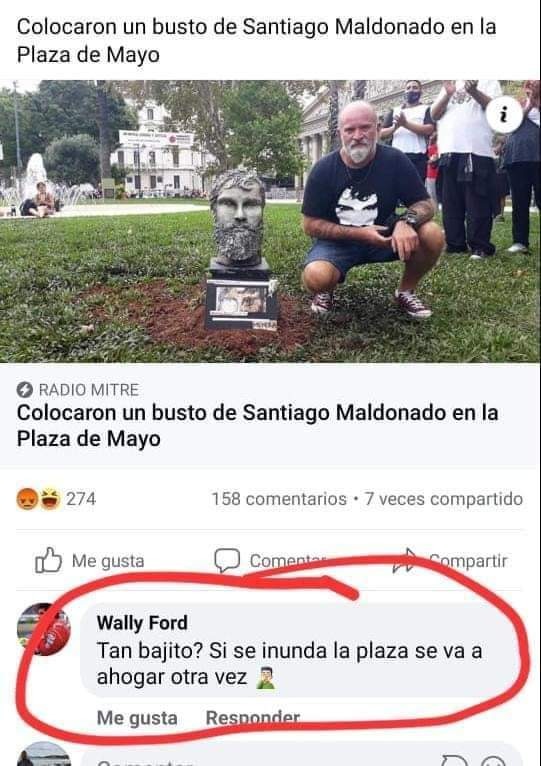 Colocaron un busto de Santiago Maldonado en la
Plaza de Mayo
i
RADIO MITRE
Colocaron un busto de Santiago Maldonado en la
Plaza de Mayo
274
158 comentarios • 7 veces compartido
Me gusta
Comentar
Compartir
Wally Ford
Tan bajito? Si se inunda la plaza se va a
ahogar otra vez 🤦🏻‍♂️
Me gusta
Responder